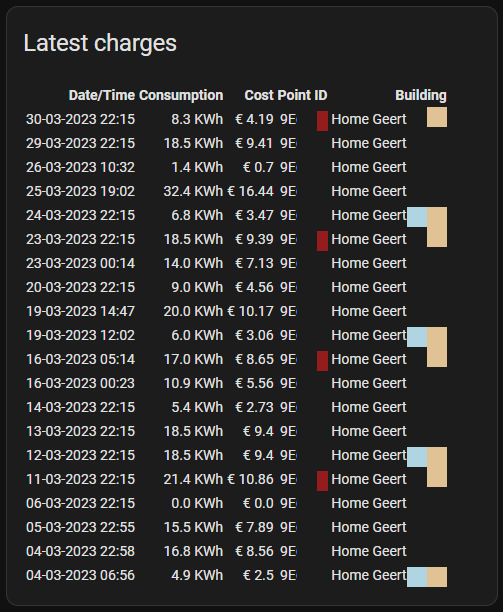 Latest charges
Date/Time Consumption Cost Point ID Building
30-03-2023 22:15 8.3 KWh € 4.19 9E Home Geert
29-03-2023 22:15 18.5 KWh € 9.41 9E Home Geert
26-03-2023 10:32 1.4 KWh € 0.7 9E Home Geert
25-03-2023 19:02 32.4 KWh € 16.44 9E Home Geert
24-03-2023 22:15 6.8 KWh € 3.47 9E Home Geert
23-03-2023 22:15 18.5 KWh € 9.39 9E Home Geert
23-03-2023 00:14 14.0 KWh € 7.13 9E Home Geert
20-03-2023 22:15 9.0 KWh € 4.56 9E Home Geert
19-03-2023 14:47 20.0 KWh € 10.17 9E Home Geert
19-03-2023 12:02 6.0 KWh € 3.06 9E Home Geert
16-03-2023 05:14 17.0 KWh € 8.65 9E Home Geert
16-03-2023 00:23 10.9 KWh € 5.56 9E Home Geert
14-03-2023 22:15 5.4 KWh € 2.73 9E Home Geert
13-03-2023 22:15 18.5 KWh € 9.4 9E Home Geert
12-03-2023 22:15 18.5 KWh € 9.4 9E Home Geert
11-03-2023 22:15 21.4 KWh € 10.86 9E Home Geert
06-03-2023 22:15 0.0 KWh € 0.0 9E Home Geert
05-03-2023 22:55 15.5 KWh € 7.89 9E Home Geert
04-03-2023 22:58 16.8 KWh € 8.56 9E Home Geert
04-03-2023 06:56 4.9 KWh € 2.5 9E Home Geert